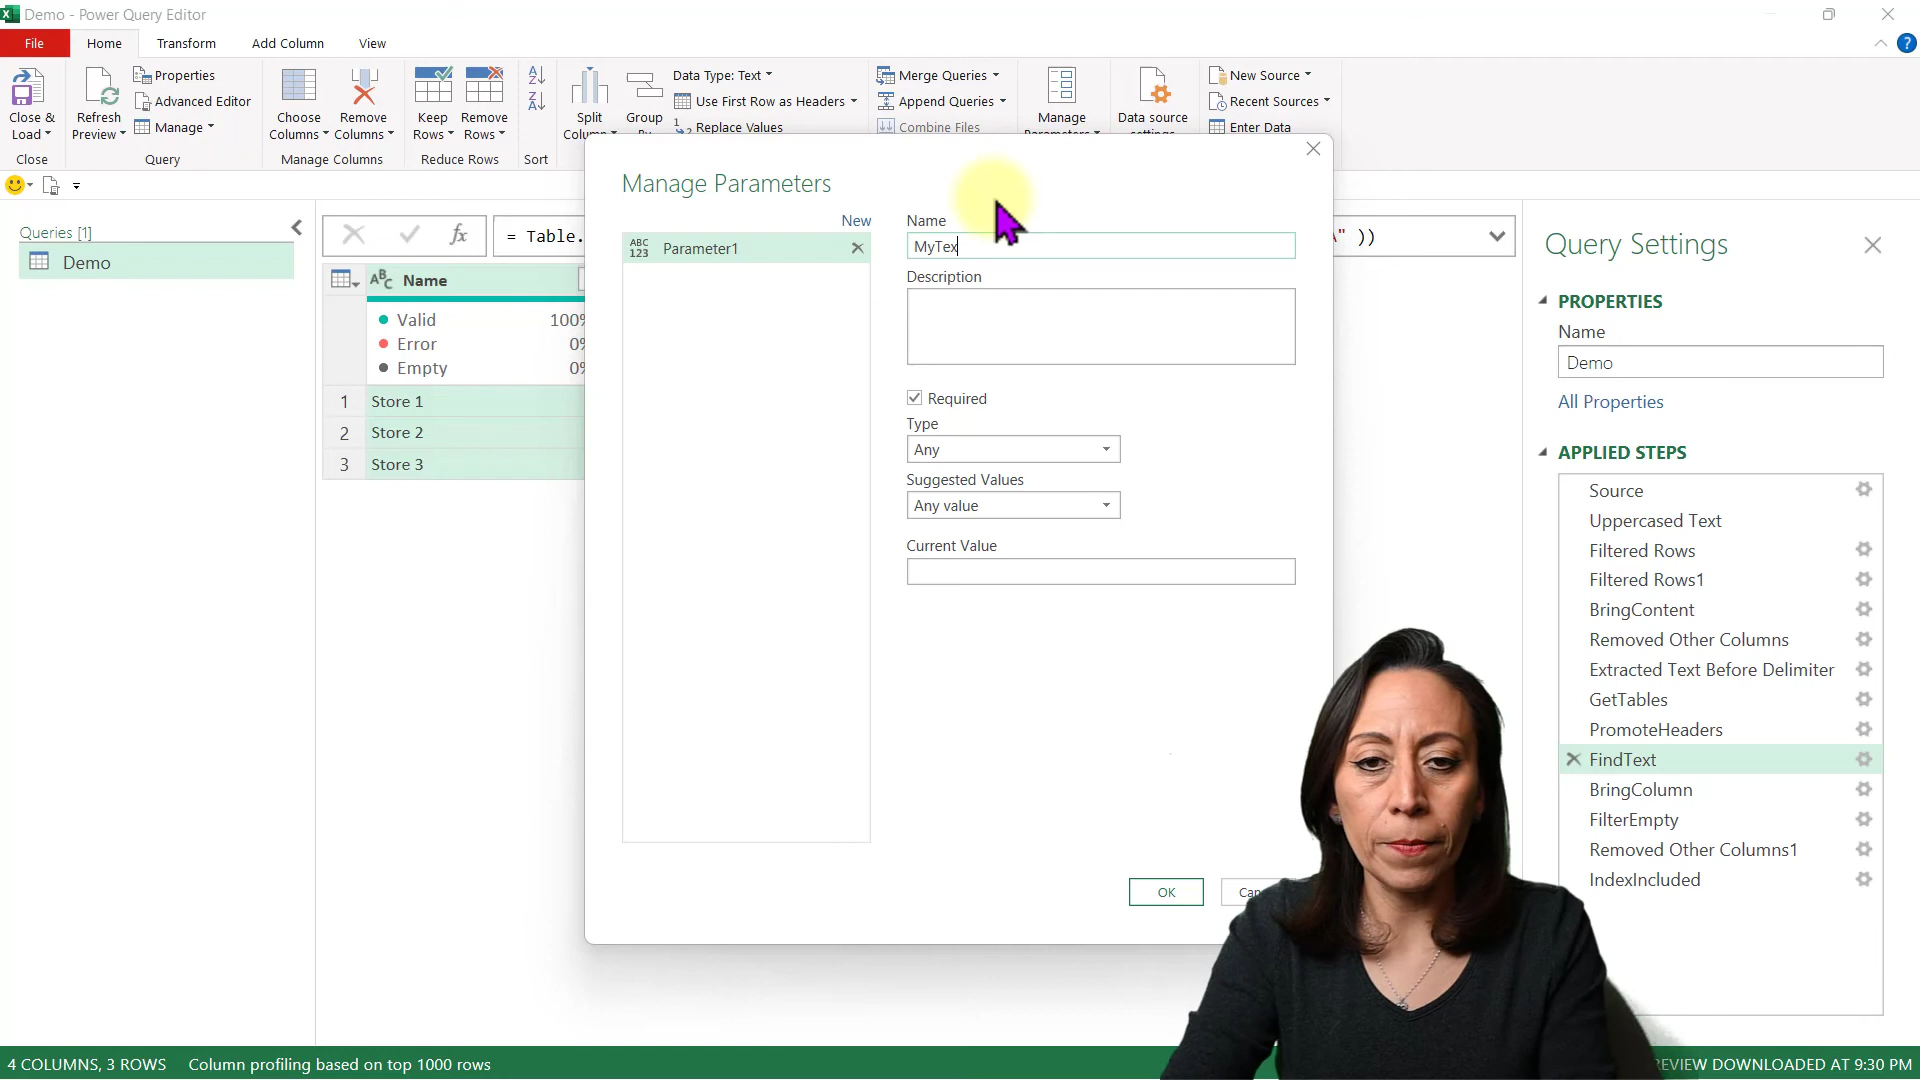 Demo - Power Query Editor
File Home Transform Add Column View
Close & Load
Close
Refresh Preview
Properties
Advanced Editor
Manage
Query
Choose Columns
Remove Columns
Manage Columns
Keep Rows
Remove Rows
Reduce Rows
A Z
Z A
Sort
Split
Group
Data Type: Text
Use First Row as Headers
1 2 Replace Values
Merge Queries
Append Queries
Combine Files
Manage
Data source
New Source
Recent Sources
Enter Data
?
Queries [1]
Demo
fx
= Table.
" ))
ABC Name
Valid 100%
Error
Empty
1 Store 1
2 Store 2
3 Store 3
Manage Parameters
New
ABC 123 Parameter1
Name
MyTex
Description
Required
Type
Any
Suggested Values
Any value
Current Value
OK
Query Settings
PROPERTIES
Name
Demo
All Properties
APPLIED STEPS
Source
Uppercased Text
Filtered Rows
Filtered Rows1
BringContent
Removed Other Columns
Extracted Text Before Delimiter
GetTables
PromoteHeaders
FindText
BringColumn
FilterEmpty
Removed Other Columns1
IndexIncluded
4 COLUMNS, 3 ROWS Column profiling based on top 1000 rows
DOWNLOADED AT 9:30 PM